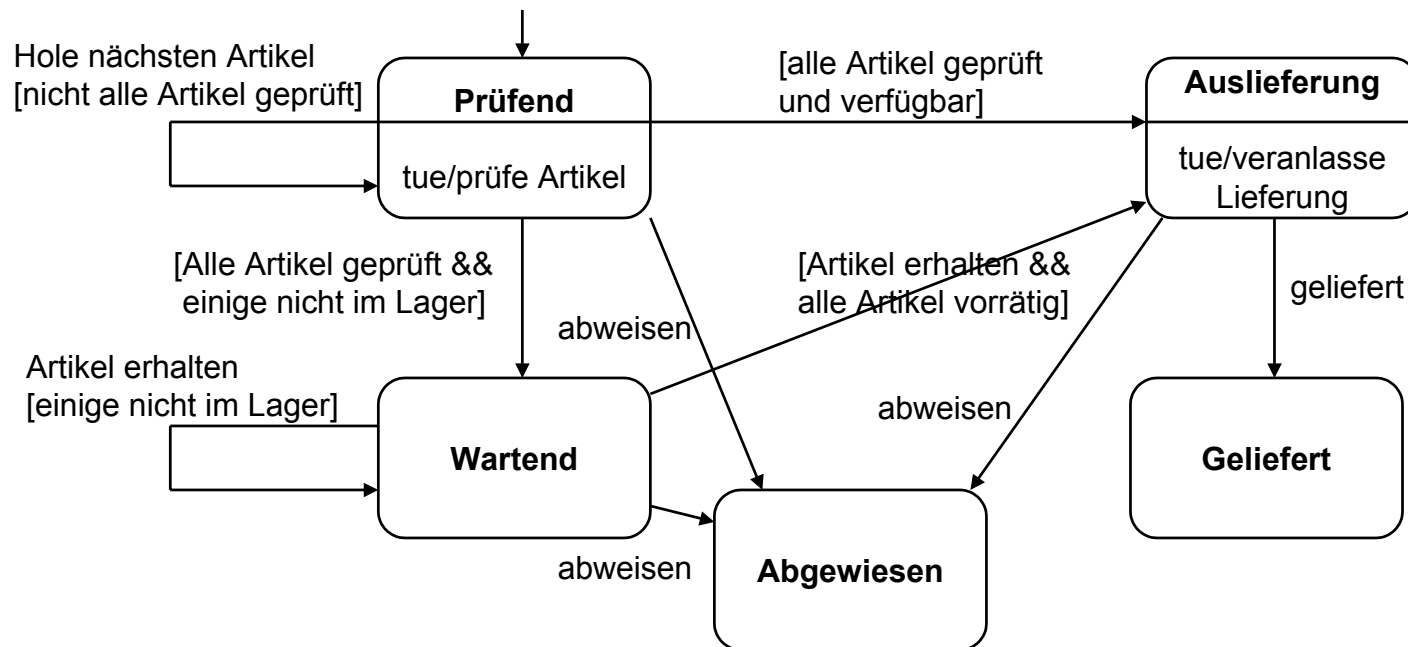 Hole nächsten Artikel
[nicht alle Artikel geprüft]
Prüfend
tue/prüfe Artikel
[alle Artikel geprüft
und verfügbar]
Auslieferung
tue/veranlasse
Lieferung
[Alle Artikel geprüft &&
einige nicht im Lager]
abweisen
[Artikel erhalten &&
alle Artikel vorrätig]
geliefert
Artikel erhalten
[einige nicht im Lager]
Wartend
abweisen
abweisen
Abgewiesen
Geliefert